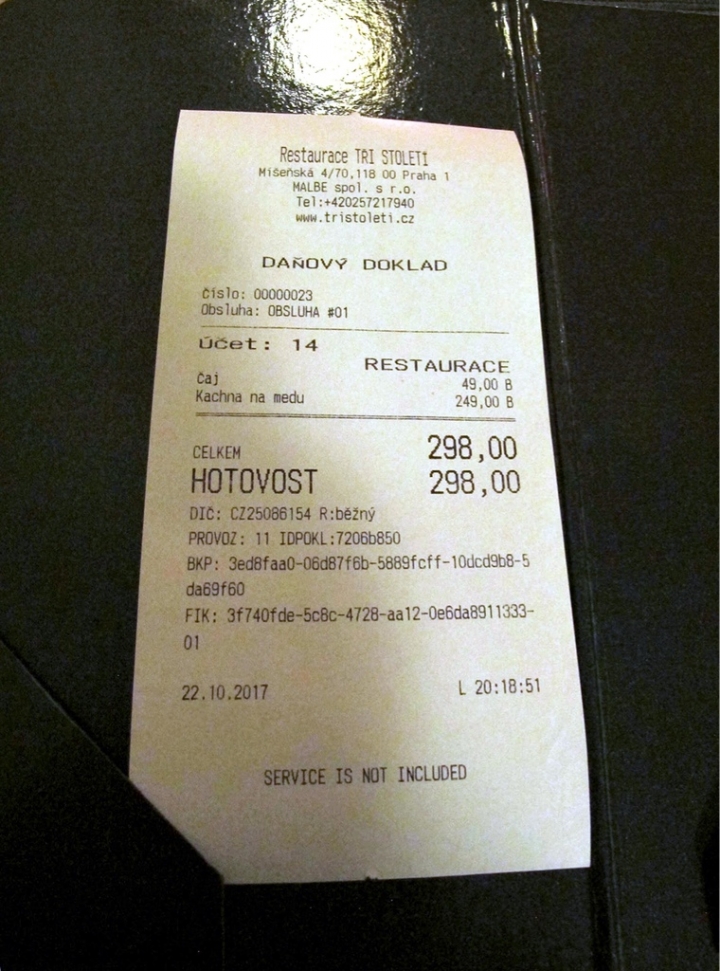 Restaurace TŘI STOLETÍ
Míšeňská 4/70,118 00 Praha 1
MALBE spol. s r.o.
Tel:+420257217940
www.tristoleti.cz
DAŇOVÝ DOKLAD
číslo: 00000023
Obsluha: OBSLUHA #01
Účet: 14
RESTAURACE
čaj 49,00 B
Kachna na medu 249,00 B
CELKEM 298,00
HOTOVOST 298,00
DIČ: CZ25086154 R:běžný
PROVOZ: 11 IDPOKL:7206b850
BKP: 3ed8faa0-06d87f6b-5889fcff-10dcd9b8-5
da69f60
FIK: 3f740fde-5c8c-4728-aa12-0e6da8911333-
01
22.10.2017 L 20:18:51
SERVICE IS NOT INCLUDED